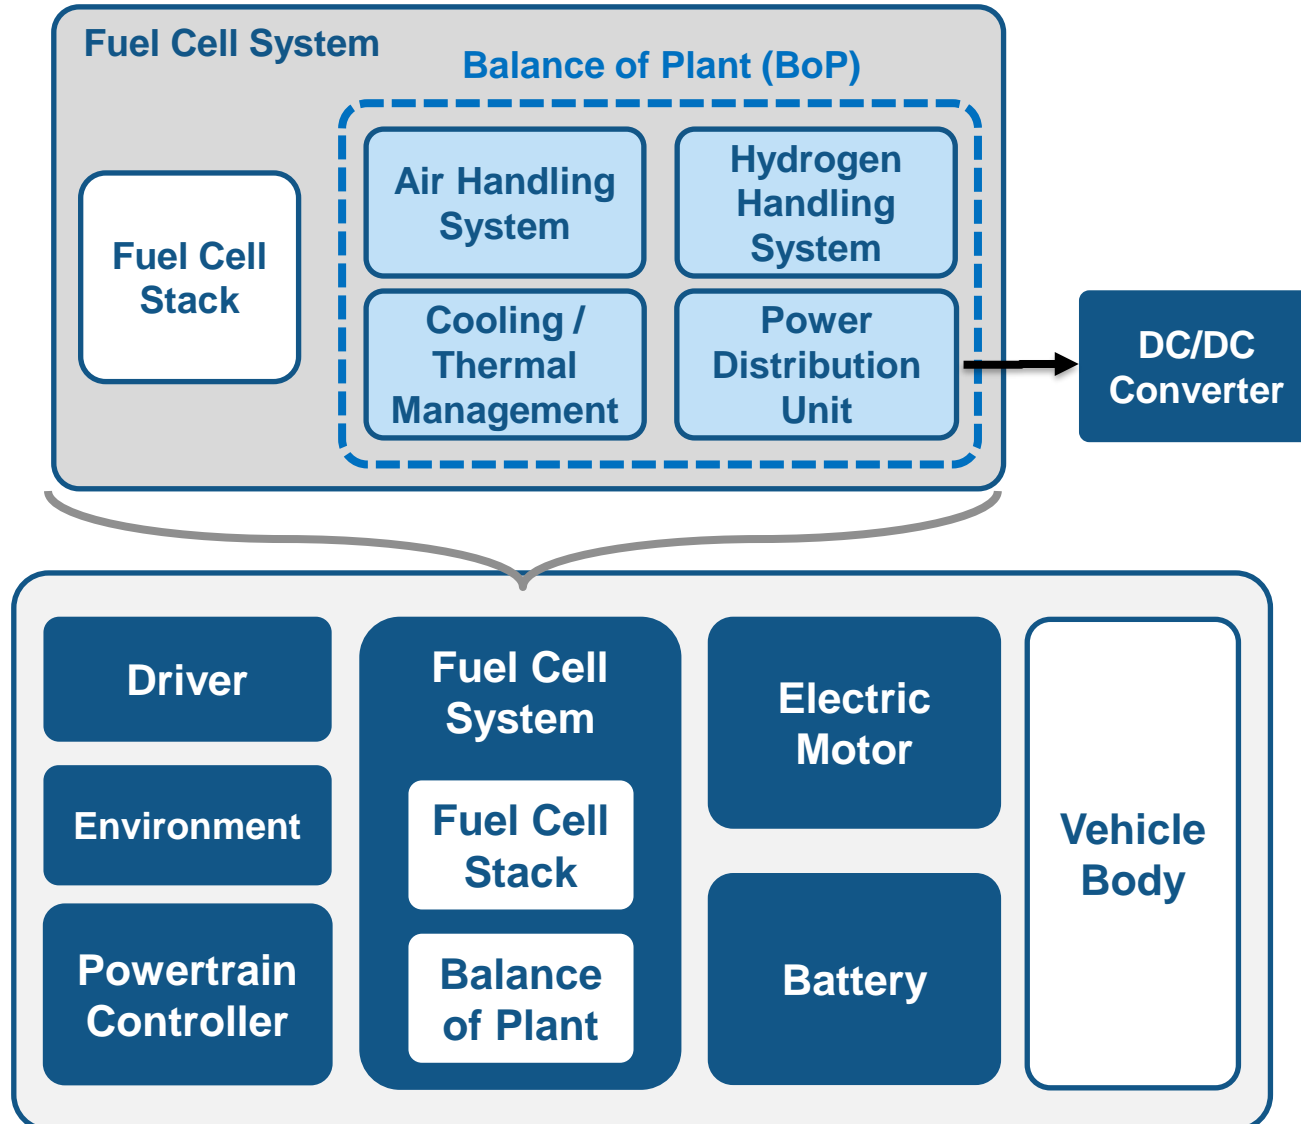 Fuel Cell System
Balance of Plant (BoP)
Fuel Cell
Stack
Air Handling
System
Hydrogen
Handling
System
Cooling /
Thermal
Management
Power
Distribution
Unit
DC/DC
Converter
Driver
Environment
Powertrain
Controller
Fuel Cell
System
Fuel Cell
Stack
Balance
of Plant
Electric
Motor
Battery
Vehicle
Body